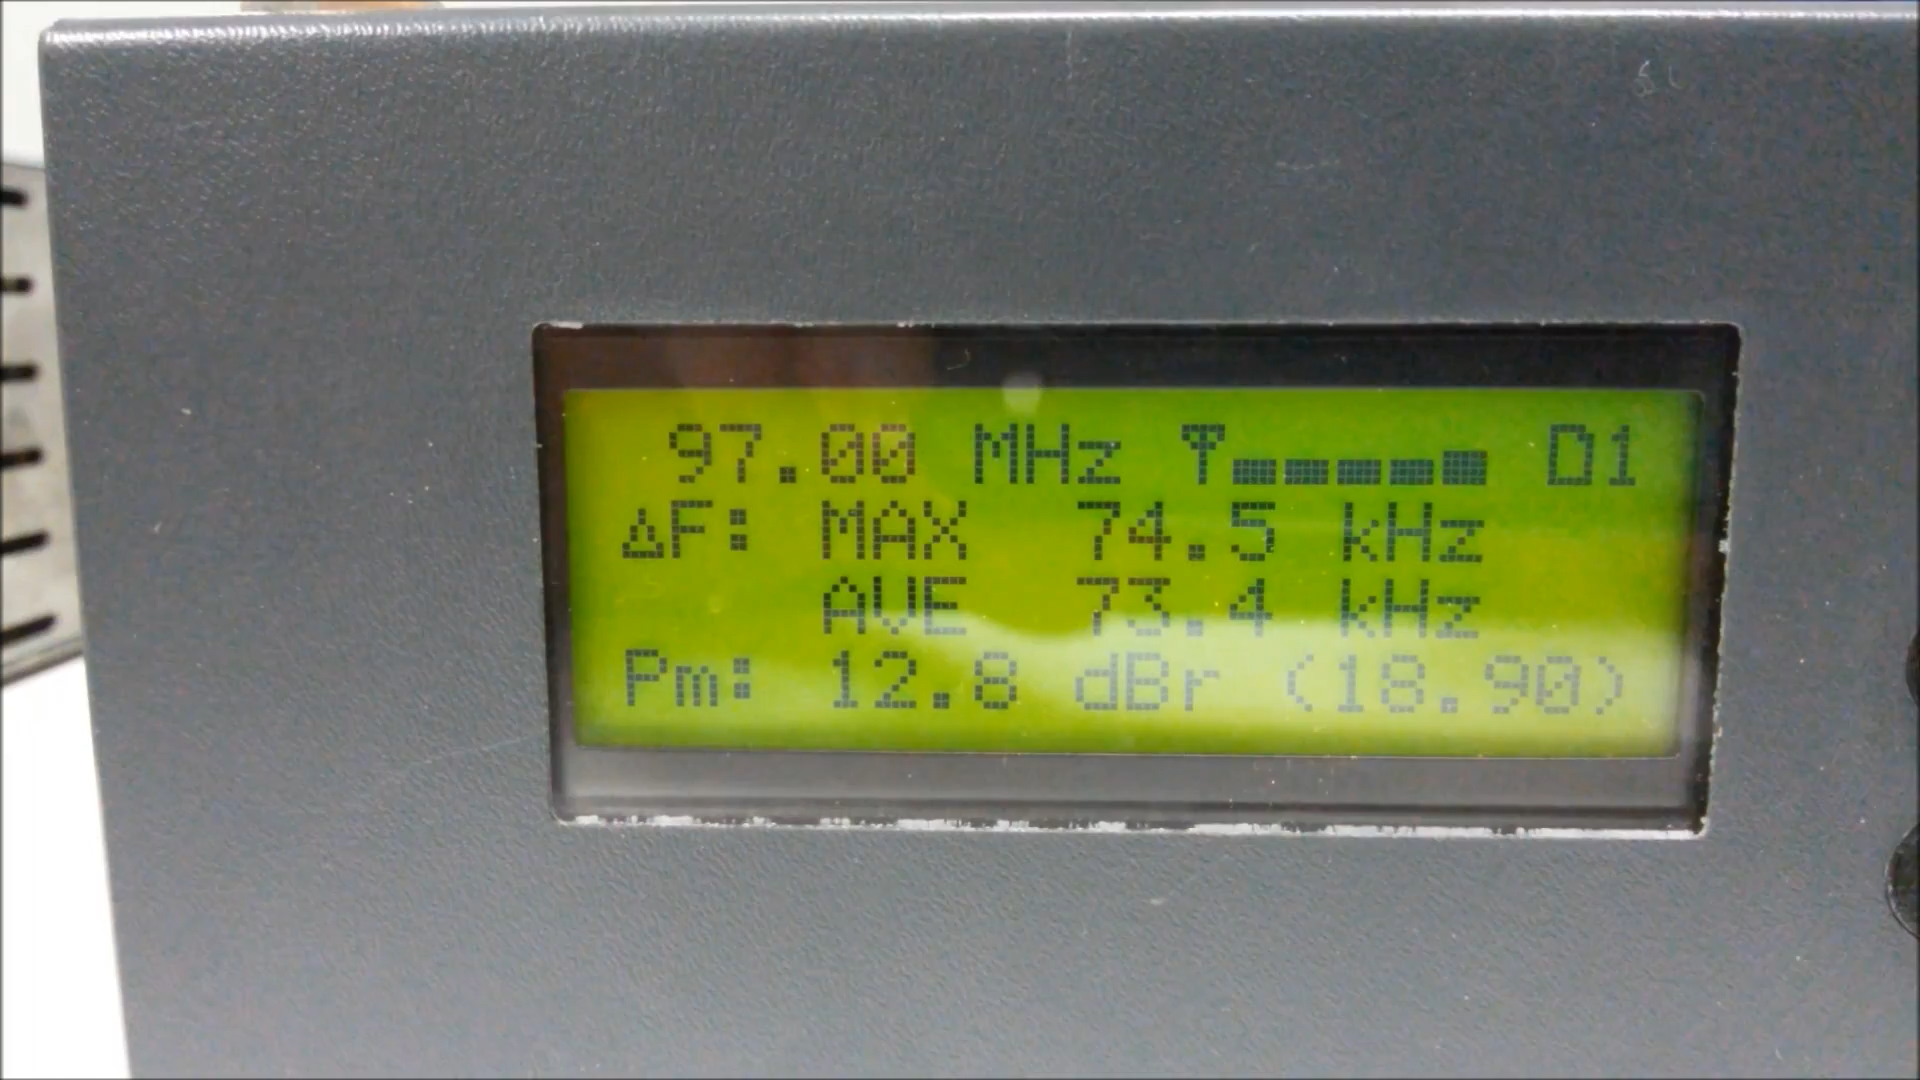 97.00 MHz D1
ΔF: MAX 74.5 kHz
AVE 73.4 kHz
Pm: 12.8 dBr (18.90)